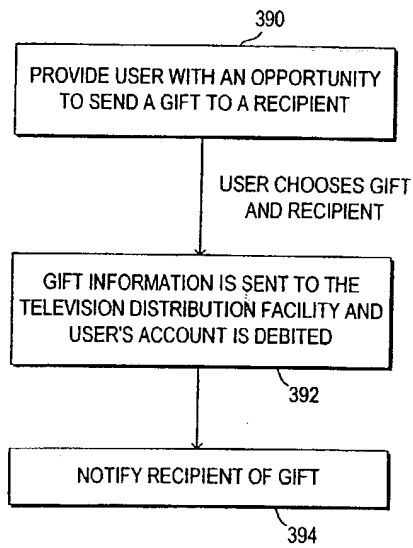 390
PROVIDE USER WITH AN OPPORTUNITY
TO SEND A GIFT TO A RECIPIENT
USER CHOOSES GIFT
AND RECIPIENT
GIFT INFORMATION IS SENT TO THE
TELEVISION DISTRIBUTION FACILITY AND
USER'S ACCOUNT IS DEBITED
392
NOTIFY RECIPIENT OF GIFT
394